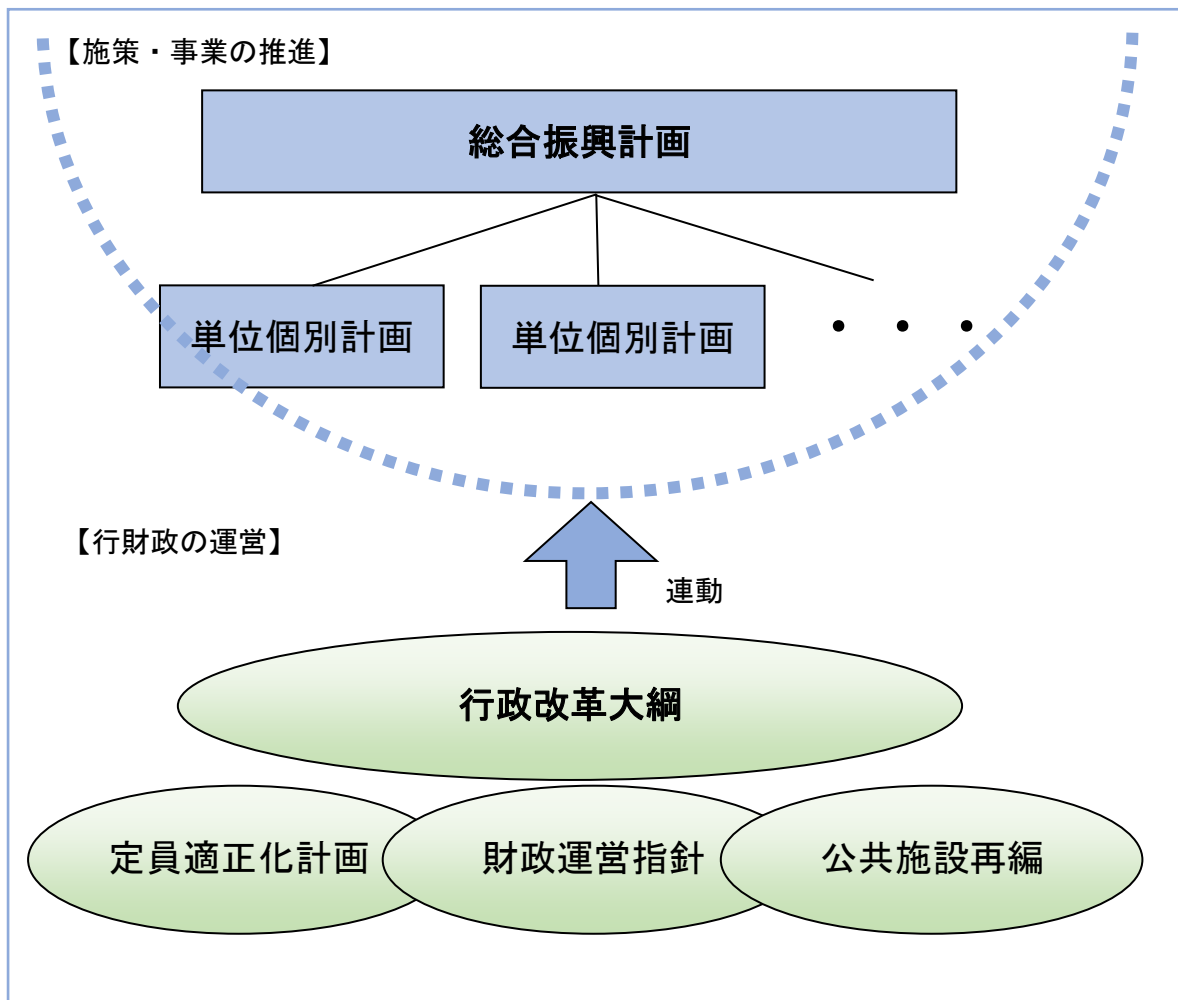 【施策・事業の推進】
総合振興計画
単位個別計画
単位個別計画
・・・
【行財政の運営】
連動
行政改革大綱
定員適正化計画
財政運営指針
公共施設再編